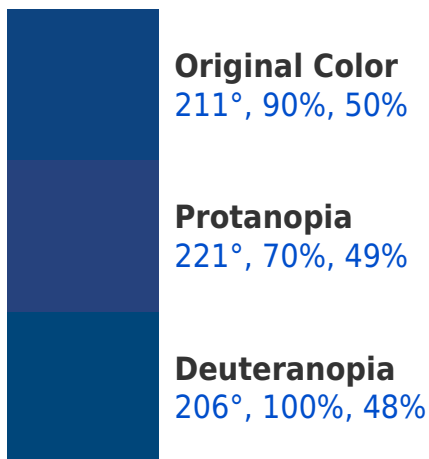 Original Color
211°, 90%, 50%
Protanopia
221°, 70%, 49%
Deuteranopia
206°, 100%, 48%